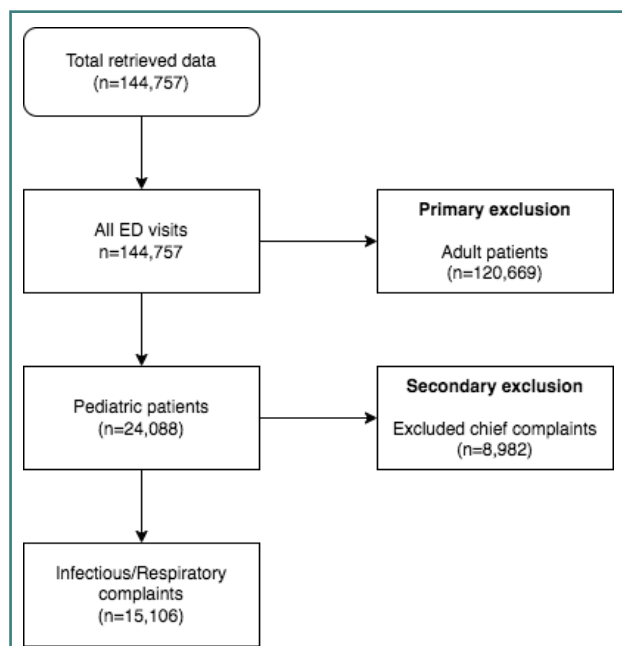 Total retrieved data
(n=144,757)
All ED visits
n=144,757
Primary exclusion
Adult patients
(n=120,669)
Pediatric patients
(n=24,088)
Secondary exclusion
Excluded chief complaints
(n=8,982)
Infectious/Respiratory
complaints
(n=15,106)